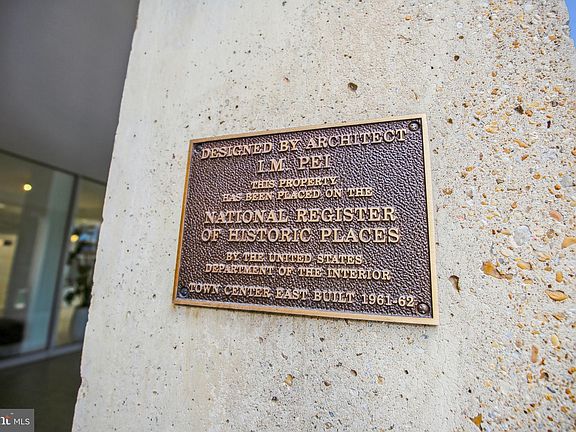 DESIGNED BY ARCHITECT
I. M. PEI
THIS PROPERTY
HAS BEEN PLACED ON THE
NATIONAL REGISTER
OF HISTORIC PLACES
BY THE UNITED STATES
DEPARTMENT OF THE INTERIOR
TOWN CENTER EAST BUILT 1961-62
MLS